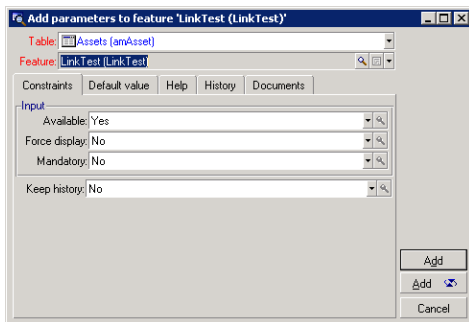 Add parameters to feature 'LinkTest (LinkTest)'
Table: Assets (amAsset)
Feature: LinkTest (LinkTest)
Constraints Default value Help History Documents
Input
Available: Yes
Force display: No
Mandatory: No
Keep history: No
Add
Add
Cancel